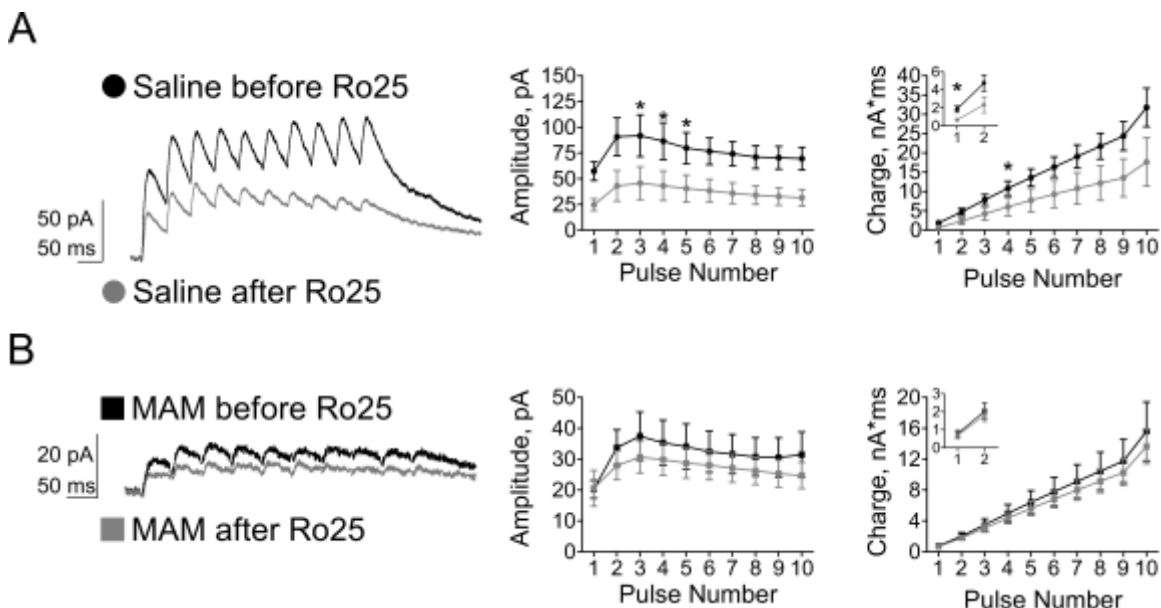 A
Saline before Ro25
50 pA
50 ms
Saline after Ro25
Amplitude, pA
150
125
100
75
50
25
0
* * *
1 2 3 4 5 6 7 8 9 10
Pulse Number
Charge, nA*ms
40
35
30
25
20
15
10
5
0
6
4
2
0
*
1 2
*
1 2 3 4 5 6 7 8 9 10
Pulse Number
B
MAM before Ro25
20 pA
50 ms
MAM after Ro25
Amplitude, pA
50
40
30
20
10
0
1 2 3 4 5 6 7 8 9 10
Pulse Number
Charge, nA*ms
20
16
12
8
4
0
3
2
1
0
1 2
1 2 3 4 5 6 7 8 9 10
Pulse Number